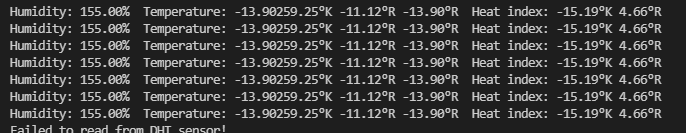 Humidity: 155.00%  Temperature: -13.90259.25°K -11.12°R -13.90°R  Heat index: -15.19°K 4.66°R
Humidity: 155.00%  Temperature: -13.90259.25°K -11.12°R -13.90°R  Heat index: -15.19°K 4.66°R
Humidity: 155.00%  Temperature: -13.90259.25°K -11.12°R -13.90°R  Heat index: -15.19°K 4.66°R
Humidity: 155.00%  Temperature: -13.90259.25°K -11.12°R -13.90°R  Heat index: -15.19°K 4.66°R
Humidity: 155.00%  Temperature: -13.90259.25°K -11.12°R -13.90°R  Heat index: -15.19°K 4.66°R
Humidity: 155.00%  Temperature: -13.90259.25°K -11.12°R -13.90°R  Heat index: -15.19°K 4.66°R
Humidity: 155.00%  Temperature: -13.90259.25°K -11.12°R -13.90°R  Heat index: -15.19°K 4.66°R
Failed to read from DHT sensor!